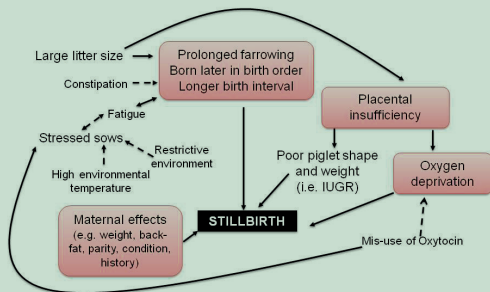 Large litter size
Prolonged farrowing
Born later in birth order
Longer birth interval
Constipation
Fatigue
Stressed sows
Restrictive
environment
High environmental
temperature
Placental
insufficiency
Poor piglet shape
and weight
(i.e. IUGR)
Oxygen
deprivation
Maternal effects
(e.g. weight, back-
fat, parity, condition,
history)
STILLBIRTH
Mis-use of Oxytocin